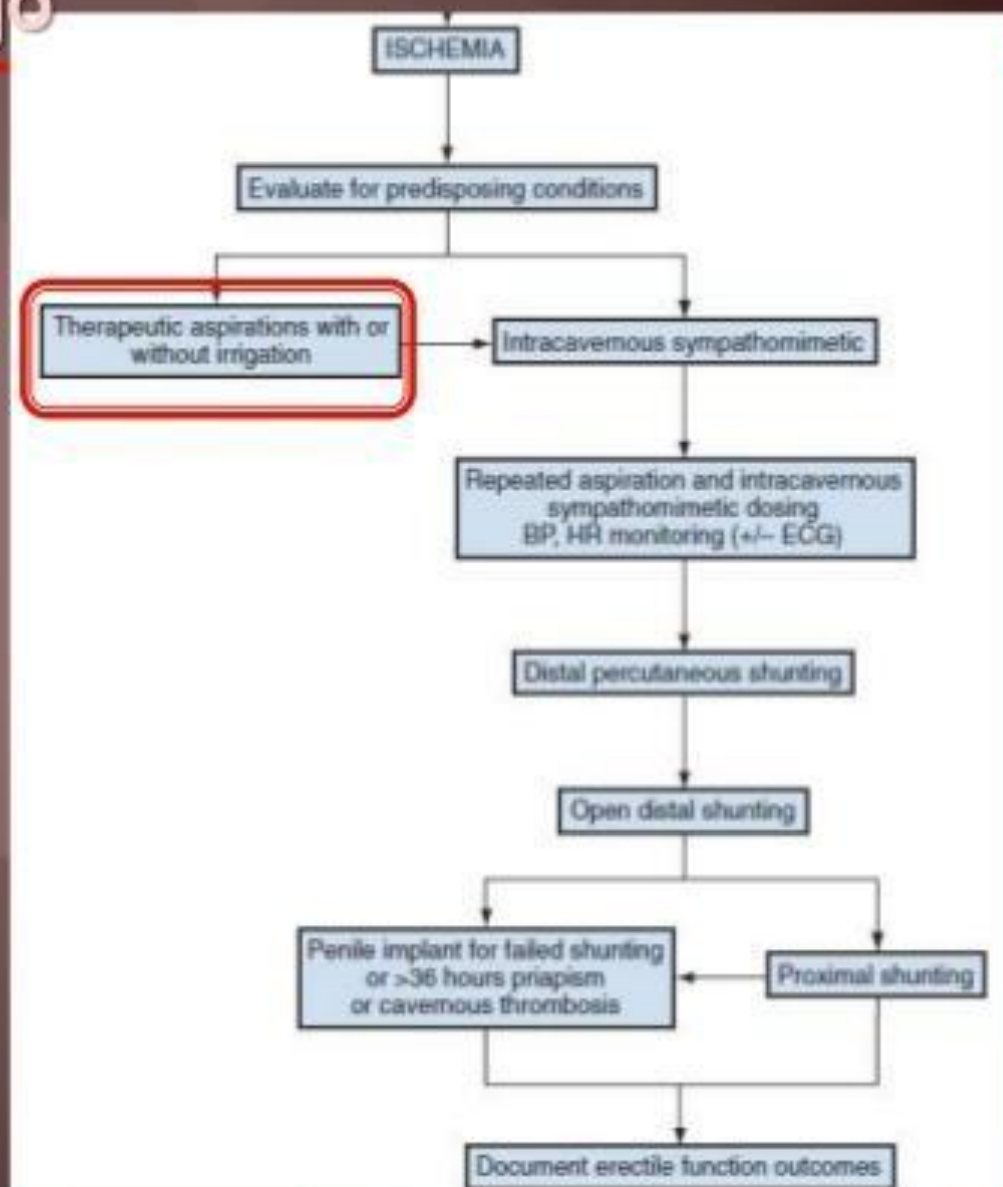 ISCHEMIA
Evaluate for predisposing conditions
Therapeutic aspirations with or
without irrigation
Intracavernous sympathomimetic
Repeated aspiration and intracavernous
sympathomimetic dosing
BP, HR monitoring (+/– ECG)
Distal percutaneous shunting
Open distal shunting
Penile implant for failed shunting
or >36 hours priapism
or cavernous thrombosis
Proximal shunting
Document erectile function outcomes